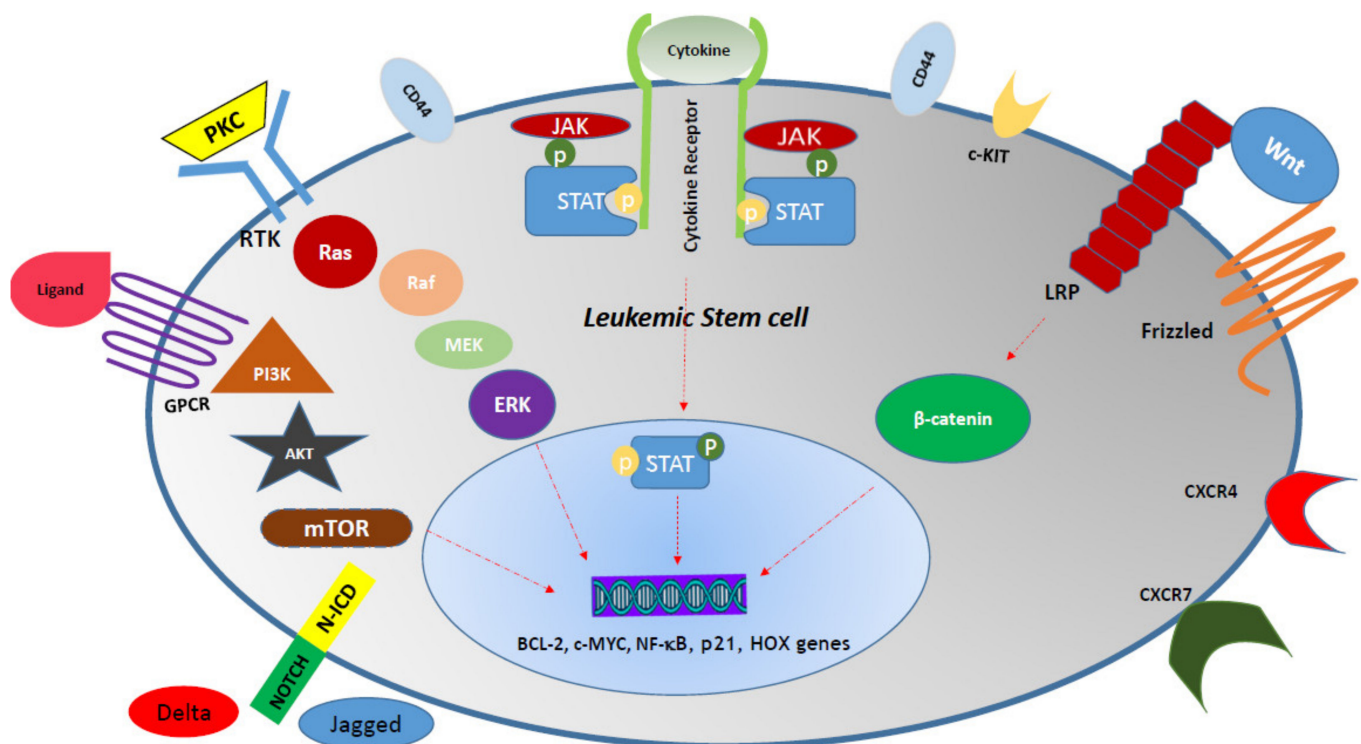 Cytokine
CD44
CD44
PKC
JAK
p
STAT
p
Cytokine Receptor
JAK
p
STAT
p
c-KIT
Wnt
RTK
Ras
Raf
Ligand
LRP
Leukemic Stem cell
Frizzled
MEK
PI3K
GPCR
ERK
β-catenin
AKT
p
STAT
P
CXCR4
mTOR
N-ICD
NOTCH
CXCR7
BCL-2, c-MYC, NF-κB, p21, HOX genes
Delta
Jagged